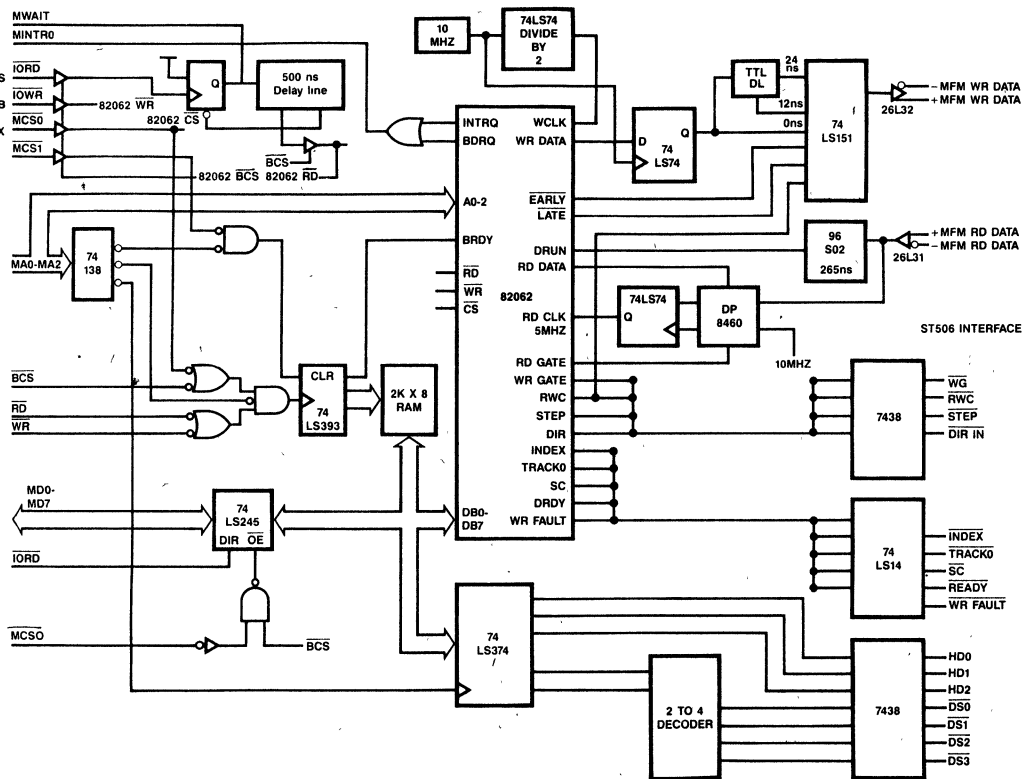 MWAIT
MINTR0
IORD
S
IOWR
B
MCS0
X
MCS1
82062 WR
82062 CS
Q
500 ns
Delay line
BCS
82062 BCS
82062 RD
10
MHZ
74LS74
DIVIDE
BY
2
INTRQ
BDRQ
A0-2
BRDY
RD
WR
CS
82062
DB0-
DB7
WCLK
WR DATA
EARLY
LATE
DRUN
RD DATA
RD CLK
5MHZ
RD GATE
WR GATE
RWC
STEP
DIR
INDEX
TRACK0
SC
DRDY
WR FAULT
D
Q
74
LS74
TTL
DL
24
ns
12ns
0ns
74
LS151
26L32
– MFM WR DATA
+ MFM WR DATA
96
S02
265ns
+ MFM RD DATA
– MFM RD DATA
26L31
74LS74
Q
DP
8460
10MHZ
ST506 INTERFACE
MA0-MA2
74
138
BCS
RD
WR
CLR
74
LS393
2K X 8
RAM
MD0-
MD7
74
LS245
DIR OE
IORD
MCSO
BCS
7438
WG
RWC
STEP
DIR IN
74
LS14
INDEX
TRACK0
SC
READY
WR FAULT
74
LS374
2 TO 4
DECODER
7438
HD0
HD1
HD2
DS0
DS1
DS2
DS3